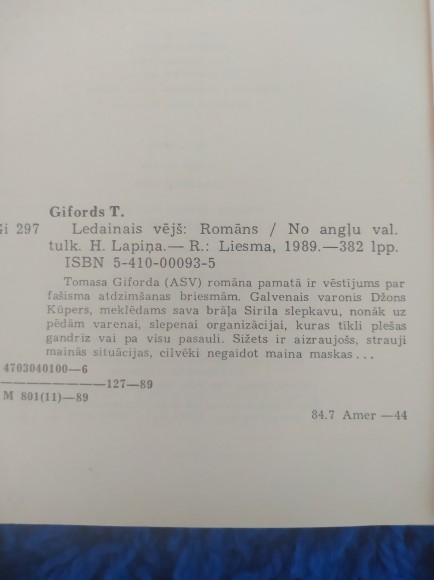 Gifords T.
Gi 297 Ledainais vējš: Romāns / No angļu val.
tulk. H. Lapiņa.— R.: Liesma, 1989.—382 lpp.
ISBN 5-410-00093-5
Tomasa Giforda (ASV) romāna pamatā ir vēstījums par
fašisma atdzimšanas briesmām. Galvenais varonis Džons
Kūpers, meklēdams sava brāļa Sirila slepkavu, nonāk uz
pēdām varenai, slepenai organizācijai, kuras tīkli plešas
gandrīz vai pa visu pasauli. Sižets ir aizraujošs, strauji
mainās situācijas, cilvēki negaidot maina maskas...
4703040100—6
—127—89
M 801(11)—89
84.7 Amer —44